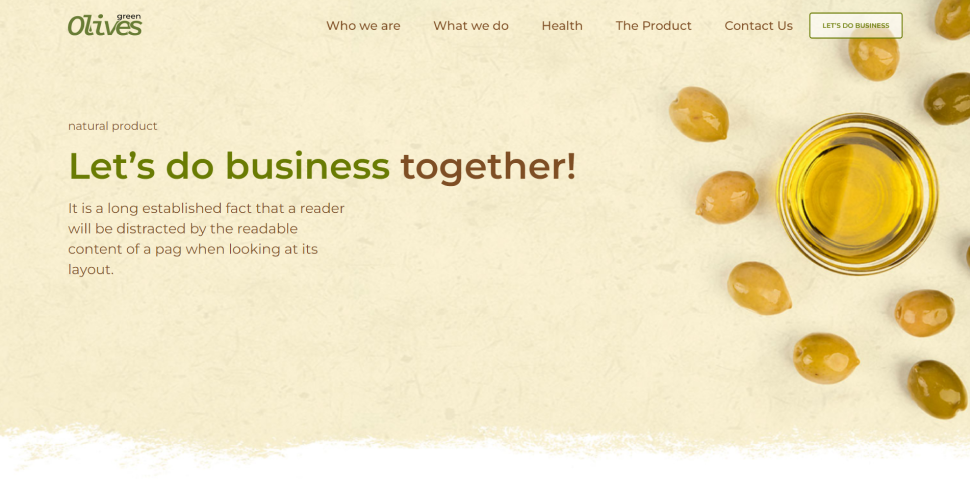 green
Olives
Who we are What we do Health The Product Contact Us LET'S DO BUSINESS
natural product
Let’s do business together!
It is a long established fact that a reader
will be distracted by the readable
content of a pag when looking at its
layout.